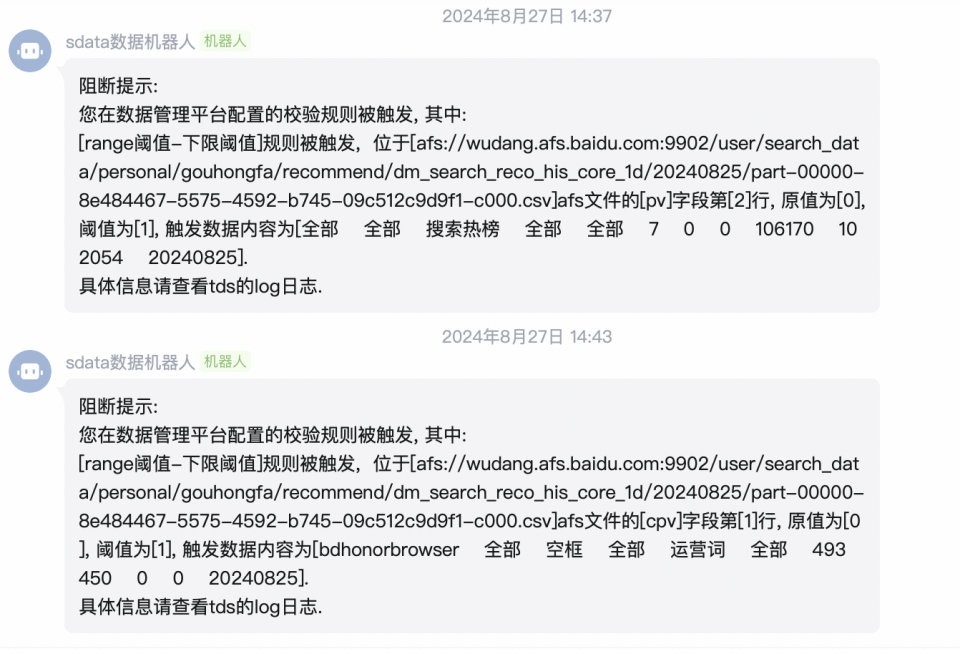 2024年8月27日 14:37
sdata数据机器人 机器人
阻断提示:
您在数据管理平台配置的校验规则被触发, 其中:
[range阈值-下限阈值]规则被触发，位于[afs://wudang.afs.baidu.com:9902/user/search_dat
a/personal/gouhongfa/recommend/dm_search_reco_his_core_1d/20240825/part-00000-
8e484467-5575-4592-b745-09c512c9d9f1-c000.csv]afs文件的[pv]字段第[2]行, 原值为[0],
阈值为[1], 触发数据内容为[全部 全部 搜索热榜 全部 全部 7 0 0 106170 10
2054 20240825].
具体信息请查看tds的log日志.
2024年8月27日 14:43
sdata数据机器人 机器人
阻断提示:
您在数据管理平台配置的校验规则被触发, 其中:
[range阈值-下限阈值]规则被触发，位于[afs://wudang.afs.baidu.com:9902/user/search_dat
a/personal/gouhongfa/recommend/dm_search_reco_his_core_1d/20240825/part-00000-
8e484467-5575-4592-b745-09c512c9d9f1-c000.csv]afs文件的[cpv]字段第[1]行, 原值为[0
], 阈值为[1], 触发数据内容为[bdhonorbrowser 全部 空框 全部 运营词 全部 493
450 0 0 20240825].
具体信息请查看tds的log日志.